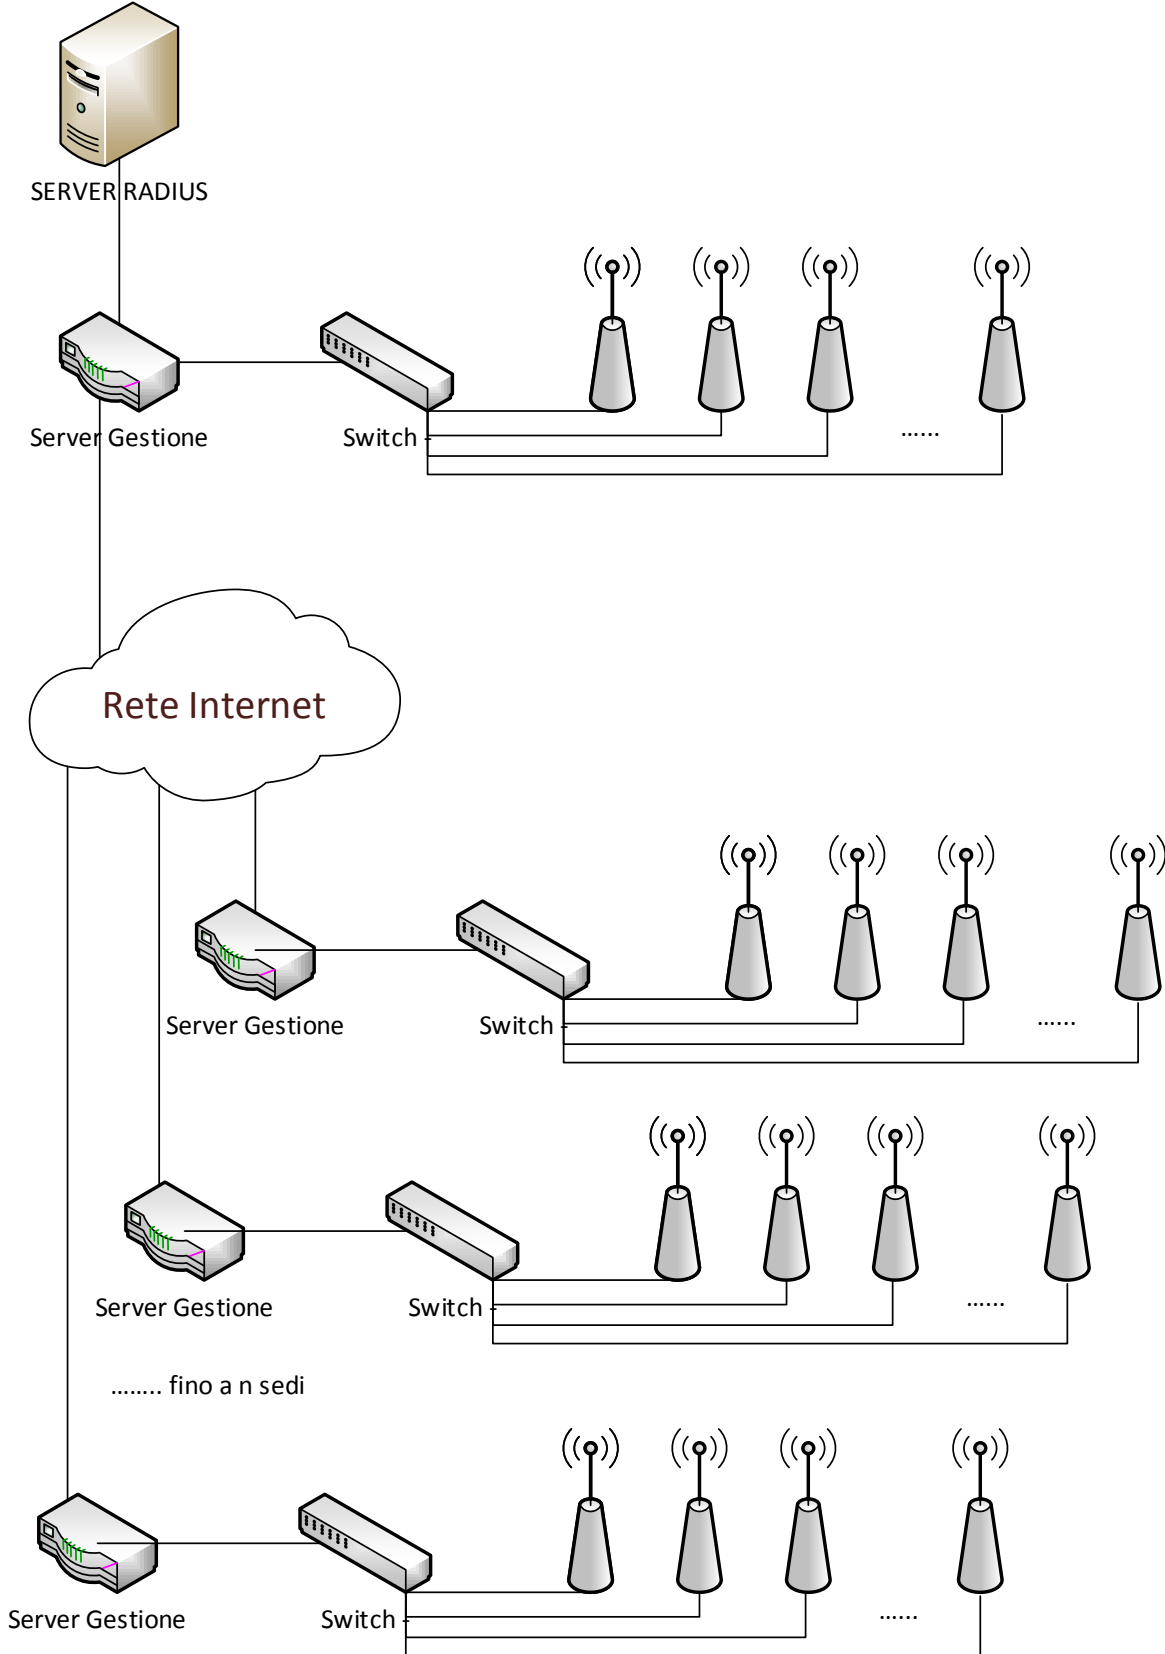 SERVER RADIUS
Server Gestione
Switch -
......
Rete Internet
Server Gestione
Switch -
......
Server Gestione
Switch -
......
........ fino a n sedi
Server Gestione
Switch -
......